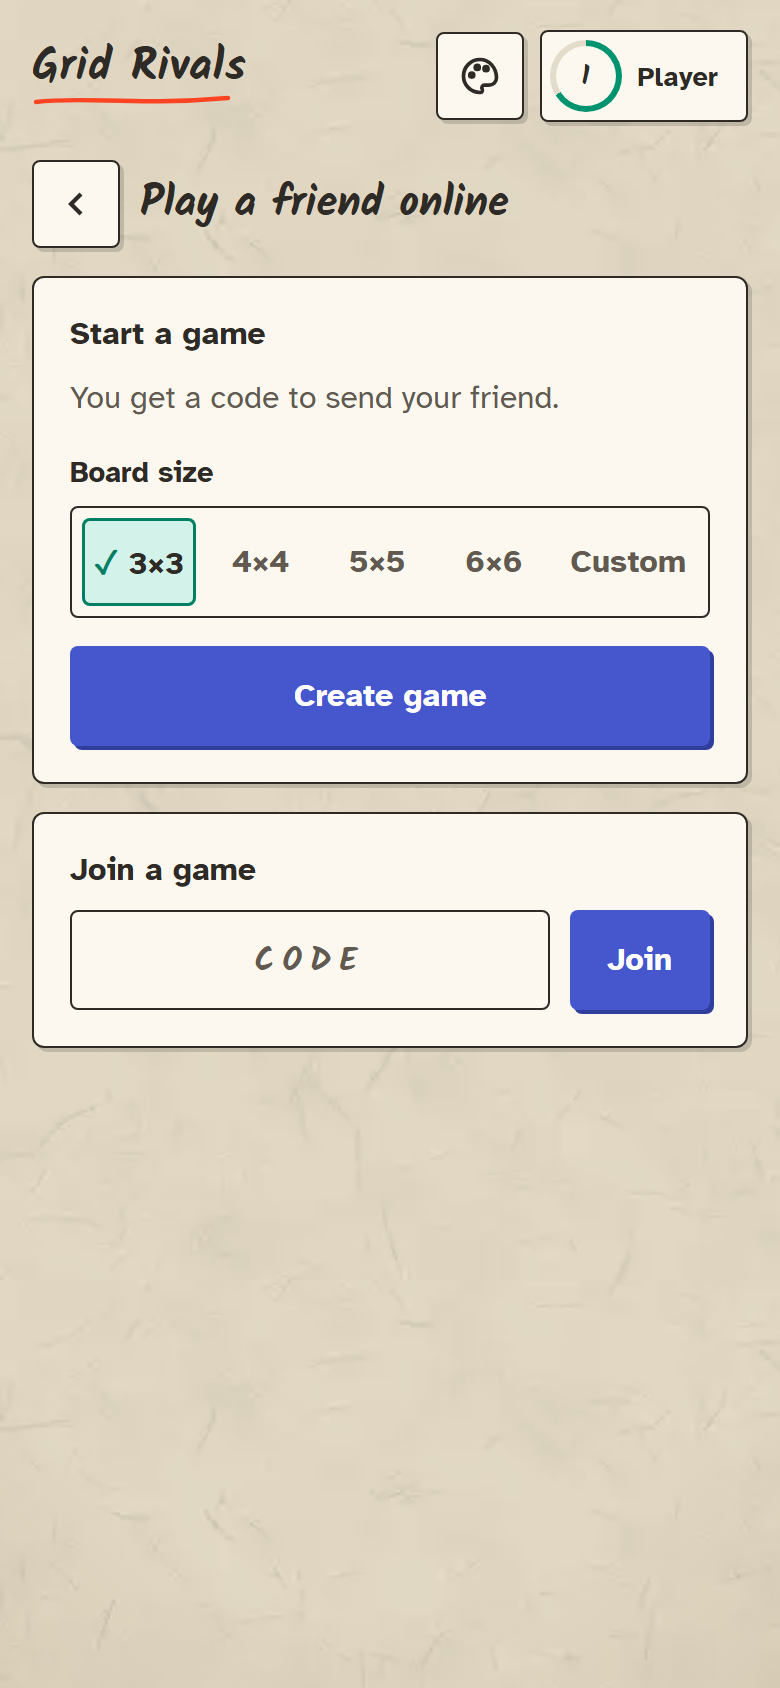 Grid Rivals
1 Player
Play a friend online
Start a game
You get a code to send your friend.
Board size
✓ 3×3 4×4 5×5 6×6 Custom
Create game
Join a game
CODE Join